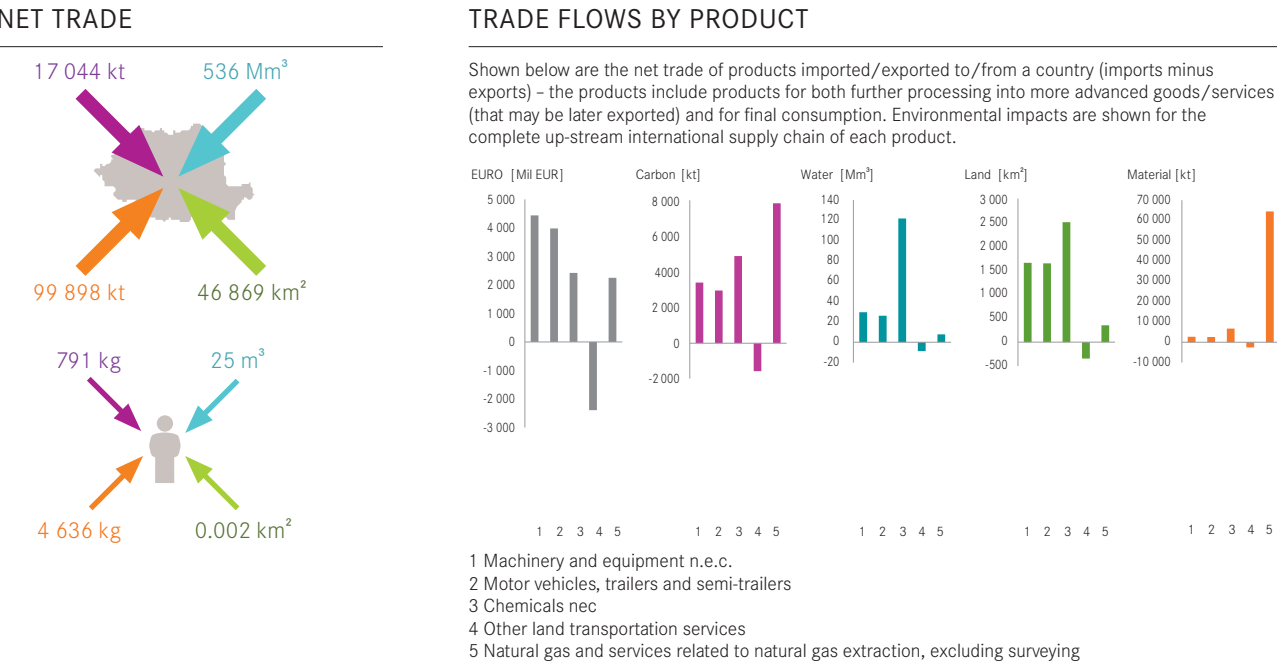 NET TRADE
17 044 kt
536 Mm³
99 898 kt
46 869 km²
791 kg
25 m³
4 636 kg
0.002 km²
TRADE FLOWS BY PRODUCT
Shown below are the net trade of products imported/exported to/from a country (imports minus
exports) – the products include products for both further processing into more advanced goods/services
(that may be later exported) and for final consumption. Environmental impacts are shown for the
complete up-stream international supply chain of each product.
EURO [Mil EUR]
5 000
4 000
3 000
2 000
1 000
0
-1 000
-2 000
-3 000
1 2 3 4 5
Carbon [kt]
8 000
6 000
4000
2 000
0
-2 000
1 2 3 4 5
Water [Mm³]
140
120
100
80
60
40
20
0
-20
1 2 3 4 5
Land [km²]
3 000
2 500
2 000
1 500
1 000
500
0
-500
1 2 3 4 5
Material [kt]
70 000
60 000
50 000
40 000
30 000
20 000
10 000
0
-10 000
1 2 3 4 5
1 Machinery and equipment n.e.c.
2 Motor vehicles, trailers and semi-trailers
3 Chemicals nec
4 Other land transportation services
5 Natural gas and services related to natural gas extraction, excluding surveying